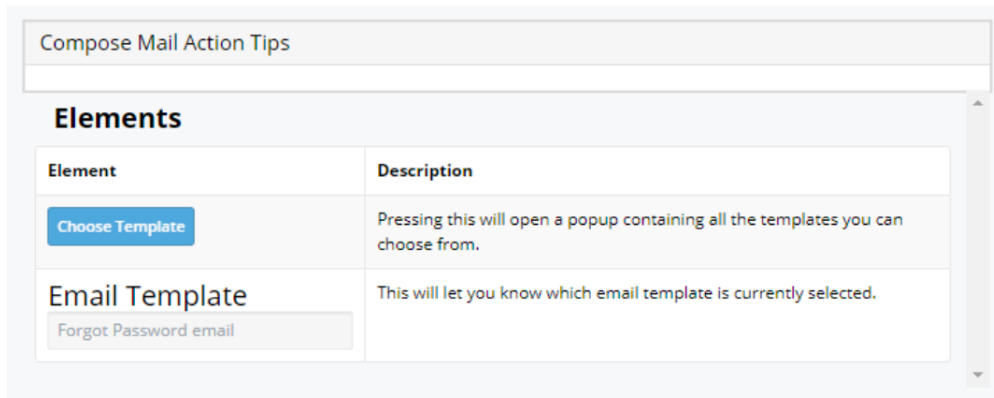 Compose Mail Action Tips
Elements
Element
Description
Choose Template
Pressing this will open a popup containing all the templates you can
choose from.
Email Template
Forgot Password email
This will let you know which email template is currently selected.